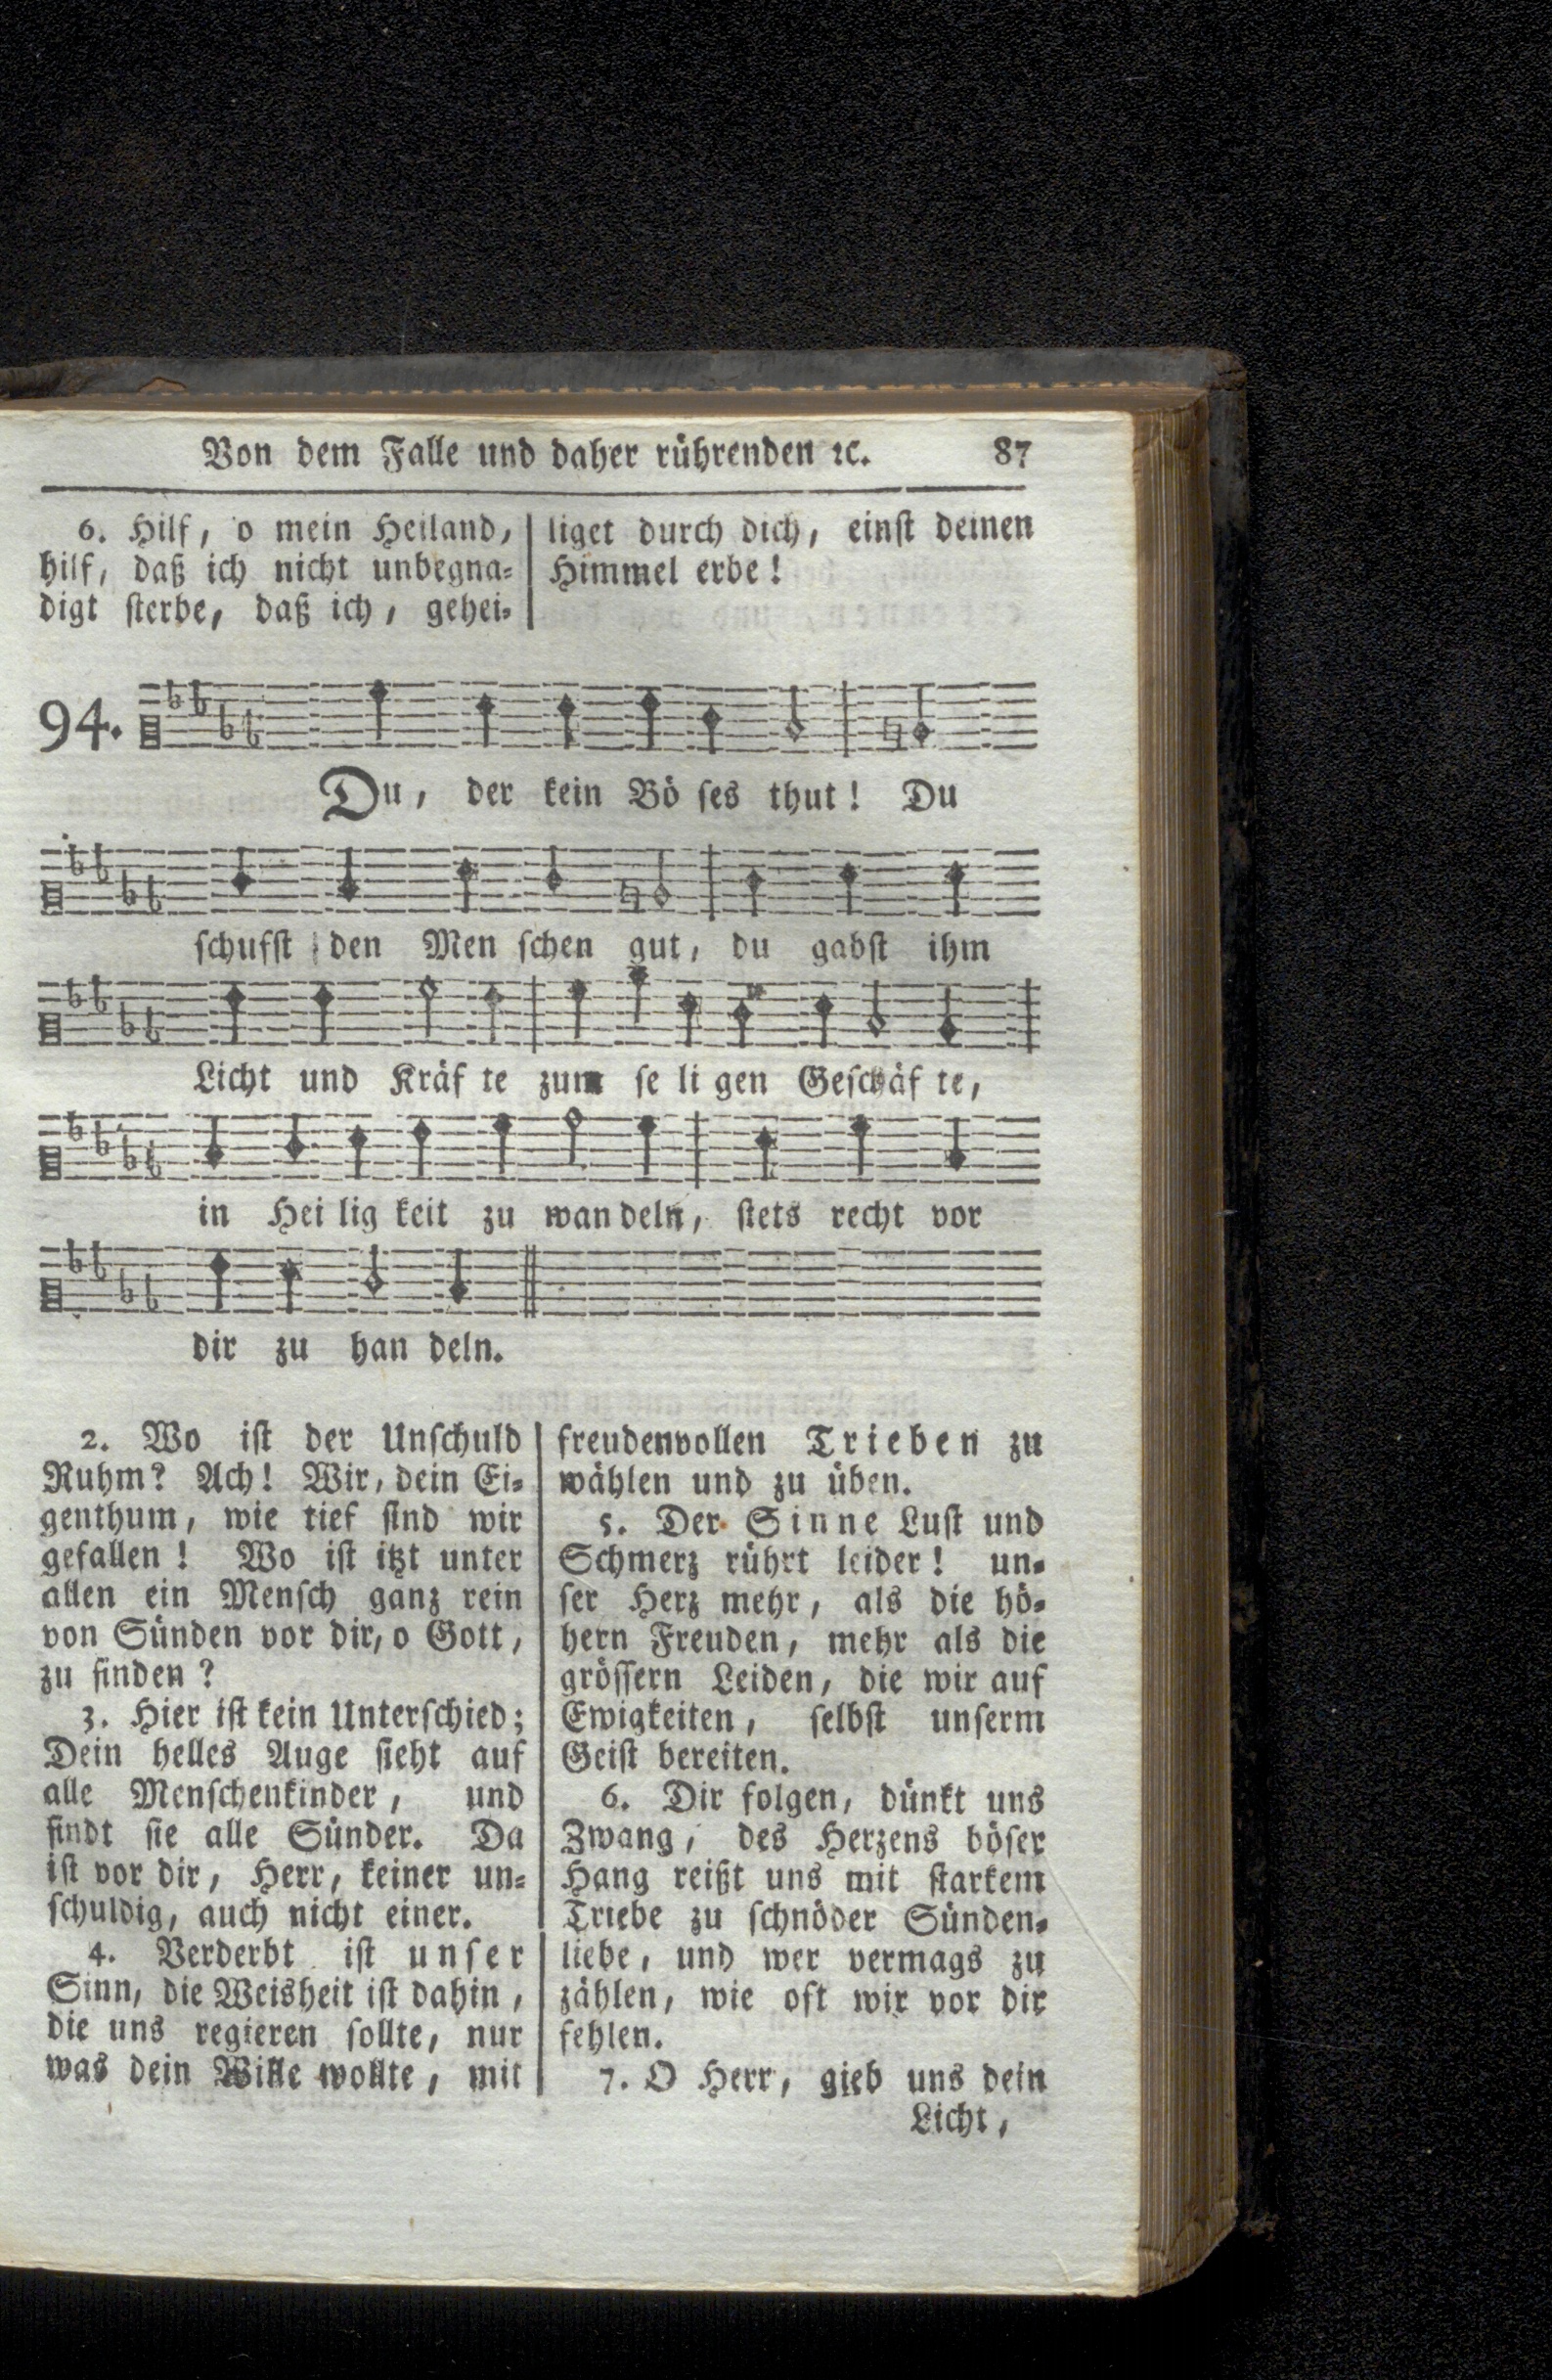 Von dem Falle und daher rührenden ꝛc. 87
6. Hilf, o mein Heiland,
hilf, daß ich nicht unbegna-
digt sterbe, daß ich, gehei-
liget durch dich, einst deinen
Himmel erbe!
94.
Du, der kein Bö ses thut! Du
schufst den Men schen gut, du gabst ihm
Licht und Kräf te zum se li gen Geschäf te,
in Hei lig keit zu wan deln, stets recht vor
dir zu han deln.
2. Wo ist der Unschuld
Ruhm? Ach! Wir, dein Ei-
genthum, wie tief sind wir
gefallen! Wo ist itzt unter
allen ein Mensch ganz rein
von Sünden vor dir, o Gott,
zu finden?
3. Hier ist kein Unterschied;
Dein helles Auge sieht auf
alle Menschenkinder, und
findt sie alle Sünder. Da
ist vor dir, Herr, keiner un-
schuldig, auch nicht einer.
4. Verderbt ist unser
Sinn, die Weisheit ist dahin,
die uns regieren sollte, nur
was dein Wille wollte, mit
freudenvollen Trieben zu
wählen und zu üben.
5. Der Sinne Lust und
Schmerz rührt leider! un-
ser Herz mehr, als die hö-
hern Freuden, mehr als die
grössern Leiden, die wir auf
Ewigkeiten, selbst unserm
Geist bereiten.
6. Dir folgen, dünkt uns
Zwang, des Herzens böser
Hang reißt uns mit starkem
Triebe zu schnöder Sünden-
liebe, und wer vermags zu
zählen, wie oft wir vor dir
fehlen.
7. O Herr, gieb uns dein
Licht,